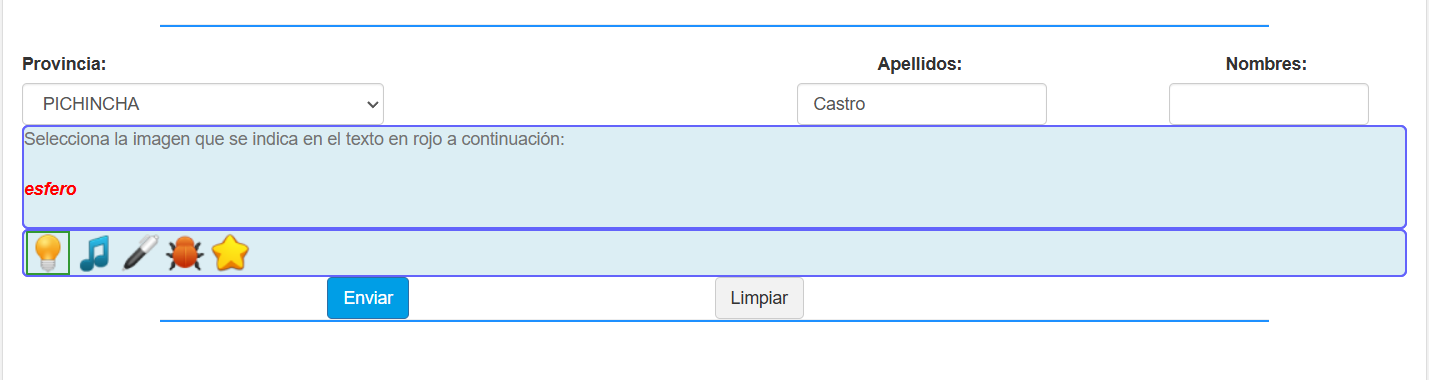 Provincia:
Apellidos:
Nombres:
PICHINCHA
Castro
Selecciona la imagen que se indica en el texto en rojo a continuación:
esfero
Enviar
Limpiar